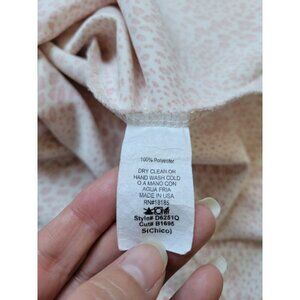 100% Polyester
DRY CLEAN OR
HAND WASH COLD
O A MANO CON
AGUA FRIA
MADE IN USA
RN#18185
Style# D6251Q
Cut# B1695
S(Chico)